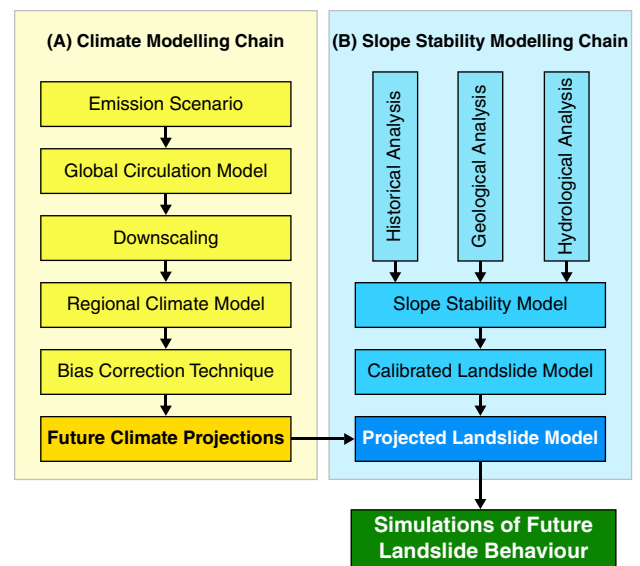 (A) Climate Modelling Chain
Emission Scenario
Global Circulation Model
Downscaling
Regional Climate Model
Bias Correction Technique
Future Climate Projections
(B) Slope Stability Modelling Chain
Historical Analysis
Geological Analysis
Hydrological Analysis
Slope Stability Model
Calibrated Landslide Model
Projected Landslide Model
Simulations of Future
Landslide Behaviour